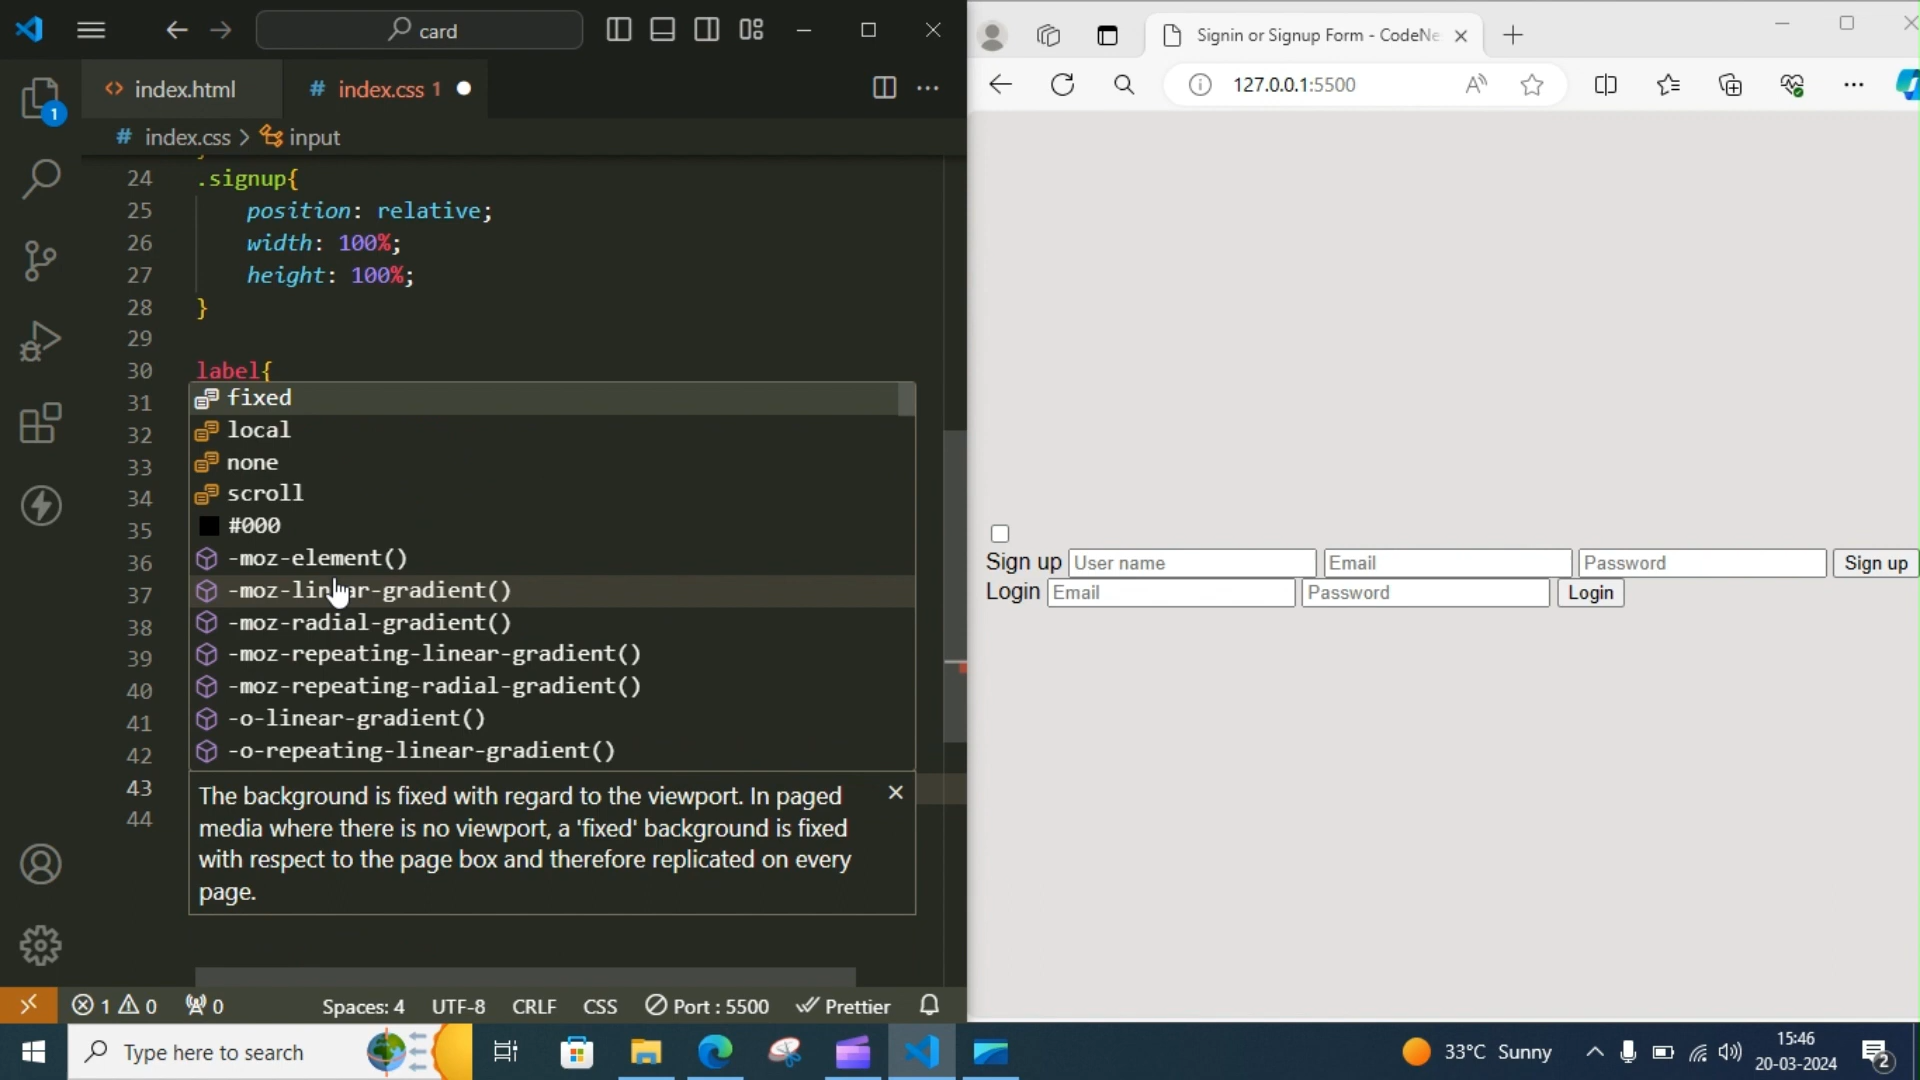 card
Signin or Signup Form - CodeNe
index.html
# index.css 1
127.0.0.1:5500
# index.css > input
24 .signup{
25 position: relative;
26 width: 100%;
27 height: 100%;
28 }
29
30 label{
31 fixed
32 local
33 none
34 scroll
35 #000
36 -moz-element()
37 -moz-linear-gradient()
38 -moz-radial-gradient()
39 -moz-repeating-linear-gradient()
40 -moz-repeating-radial-gradient()
41 -o-linear-gradient()
42 -o-repeating-linear-gradient()
43 The background is fixed with regard to the viewport. In paged
44 media where there is no viewport, a 'fixed' background is fixed
with respect to the page box and therefore replicated on every
page.
1
Sign up User name Email Password Sign up
Login Email Password Login
1 0 0 Spaces: 4 UTF-8 CRLF CSS Port : 5500 Prettier
Type here to search
33°C Sunny
15:46
20-03-2024
2